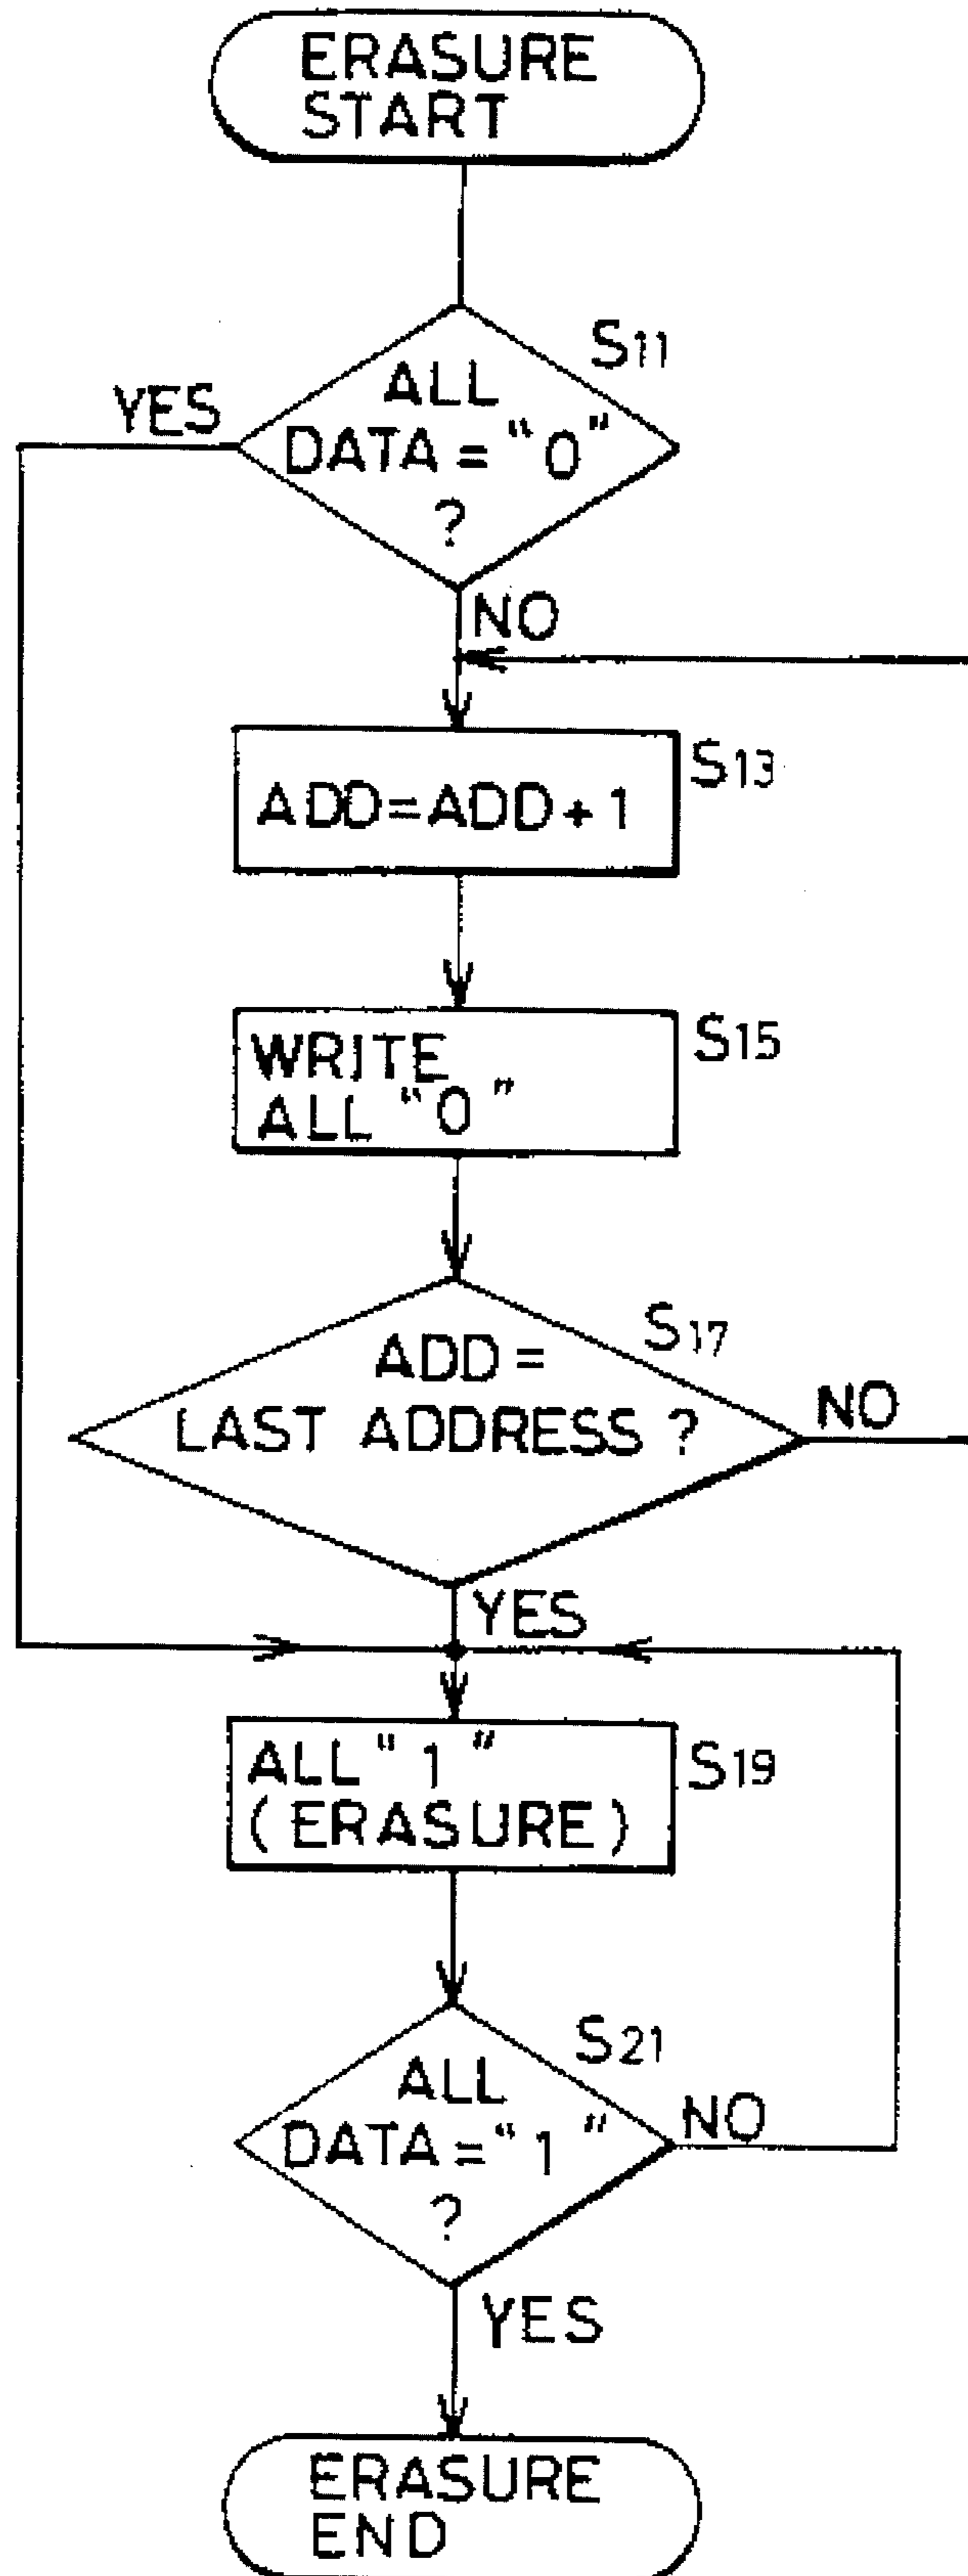 ERASURE
START
S11
YES
ALL
DATA = "0"
?
NO
S13
ADD=ADD+1
S15
WRITE
ALL "0"
S17
ADD=
LAST ADDRESS ?
NO
YES
ALL "1"
(ERASURE)
S19
S21
ALL
DATA = "1"
?
NO
YES
ERASURE
END